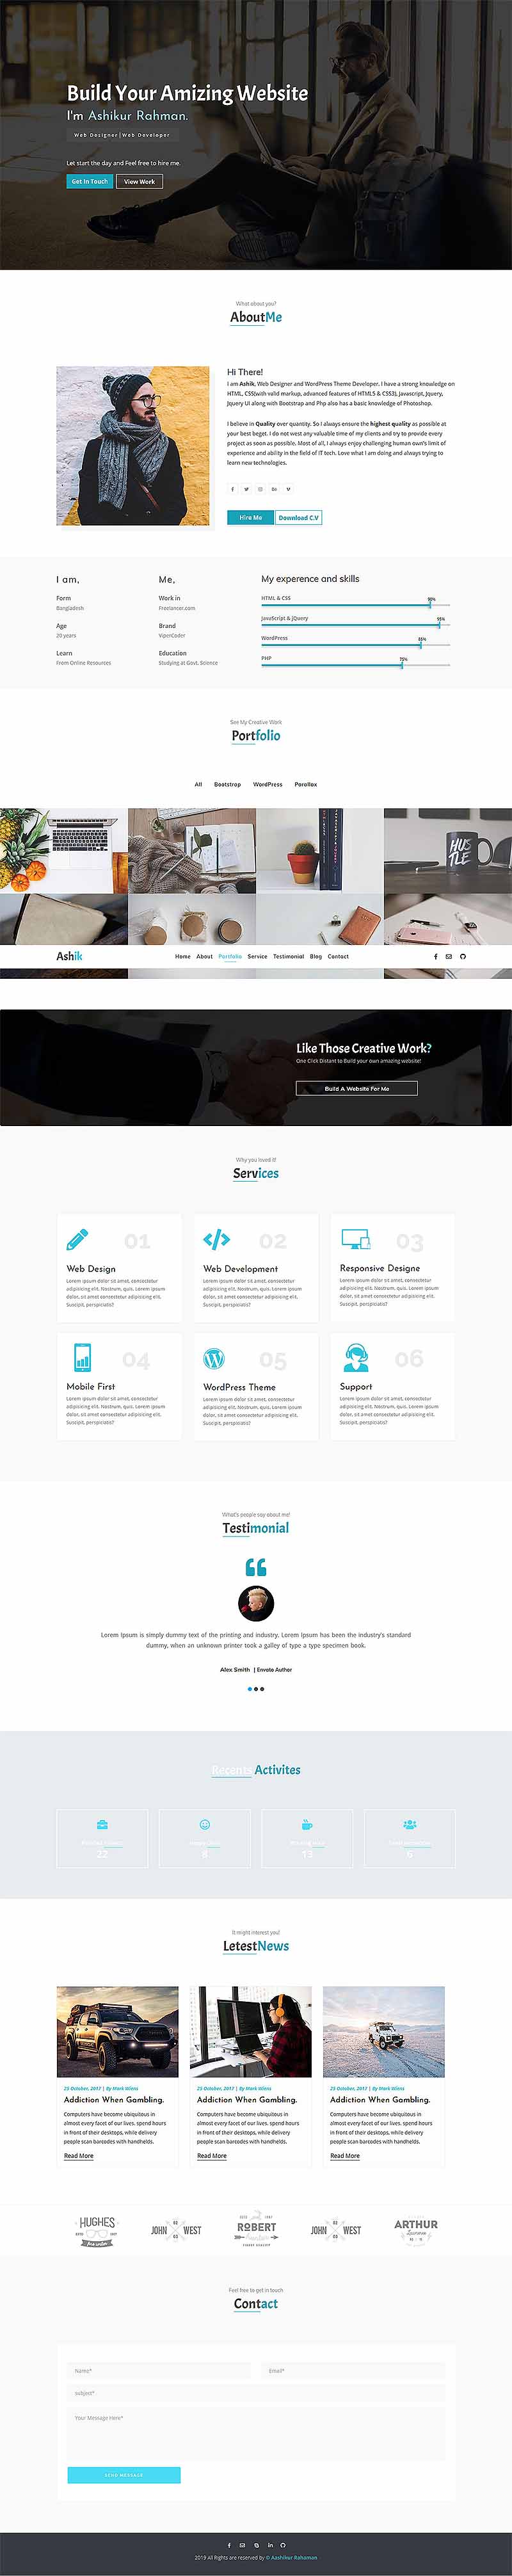 Build Your Amizing Website
I'm Ashikur Rahman.
Web Designer|Web Developer
Let start the day and Feel free to hire me.
Get In Touch
View Work
What about you?
AboutMe
Hi There!
I am Ashik, Web Designer and WordPress Theme Developer. I have a strong knowledge on
HTML, CSS(with valid markup, advanced features of HTML5 & CSS3), Javascript, Jquery,
Jquery UI along with Bootstrap and Php also has a basic knowledge of Photoshop.
I believe in Quality over quantity. So I always ensure the highest quality as possible at
your best beget. I do not west any valuable time of my clients and try to provide every
project as soon as possible. Most of all, I always enjoy challenging human own's limit of
experience and ability in the field of IT tech. Love what I am doing and always trying to
learn new technologies.
Hire Me
Download C.V
I am,
Me,
My experence and skills
Form
Bangladesh
Work in
Freelancer.com
Age
20 years
Brand
ViperCoder
Learn
From Online Resources
Education
Studying at Govt. Science
HTML & CSS
90%
JavaScript & JQuery
95%
WordPress
85%
PHP
75%
See My Creative Work
Portfolio
All Bootstrap WordPress Parallax
HUS
TLE
Ashik
Home About Portfolio Service Testimonial Blog Contact
Like Those Creative Work?
One Click Distant to Build your own amazing website!
Build A Website For Me
Why you loved it!
Services
01
Web Design
Lorem ipsum dolor sit amet, consectetur
adipisicing elit. Nostrum, quis. Lorem ipsum
dolor, sit amet consectetur adipisicing elit.
Suscipit, perspiciatis?
02
Web Development
Lorem ipsum dolor sit amet, consectetur
adipisicing elit. Nostrum, quis. Lorem ipsum
dolor, sit amet consectetur adipisicing elit.
Suscipit, perspiciatis?
03
Responsive Designe
Lorem ipsum dolor sit amet, consectetur
adipisicing elit. Nostrum, quis. Lorem ipsum
dolor, sit amet consectetur adipisicing elit.
Suscipit, perspiciatis?
04
Mobile First
Lorem ipsum dolor sit amet, consectetur
adipisicing elit. Nostrum, quis. Lorem ipsum
dolor, sit amet consectetur adipisicing elit.
Suscipit, perspiciatis?
05
WordPress Theme
Lorem ipsum dolor sit amet, consectetur
adipisicing elit. Nostrum, quis. Lorem ipsum
dolor, sit amet consectetur adipisicing elit.
Suscipit, perspiciatis?
06
Support
Lorem ipsum dolor sit amet, consectetur
adipisicing elit. Nostrum, quis. Lorem ipsum
dolor, sit amet consectetur adipisicing elit.
Suscipit, perspiciatis?
What's people say about me!
Testimonial
Lorem Ipsum is simply dummy text of the printing and industry. Lorem Ipsum has been the industry's standard
dummy, when an unknown printer took a galley of type a type specimen book.
Alex Smith | Envato Author
Recents Activites
22
8
13
6
It might interest you!
LetestNews
25 October, 2017 | By Mark Wiens
Addiction When Gambling.
Computers have become ubiquitous in
almost every facet of our lives. spend hours
in front of their desktops, while delivery
people scan barcodes with handhelds.
Read More
25 October, 2017 | By Mark Wiens
Addiction When Gambling.
Computers have become ubiquitous in
almost every facet of our lives. spend hours
in front of their desktops, while delivery
people scan barcodes with handhelds.
Read More
25 October, 2017 | By Mark Wiens
Addiction When Gambling.
Computers have become ubiquitous in
almost every facet of our lives. spend hours
in front of their desktops, while delivery
people scan barcodes with handhelds.
Read More
HUGHES
JOHN WEST
ROBERT
JOHN WEST
ARTHUR
Feel free to get in touch
Contact
Name*
Email*
subject*
Your Message Here*
SEND MESSAGE
2019 All Rights are reserved by © Aashikur Rahaman